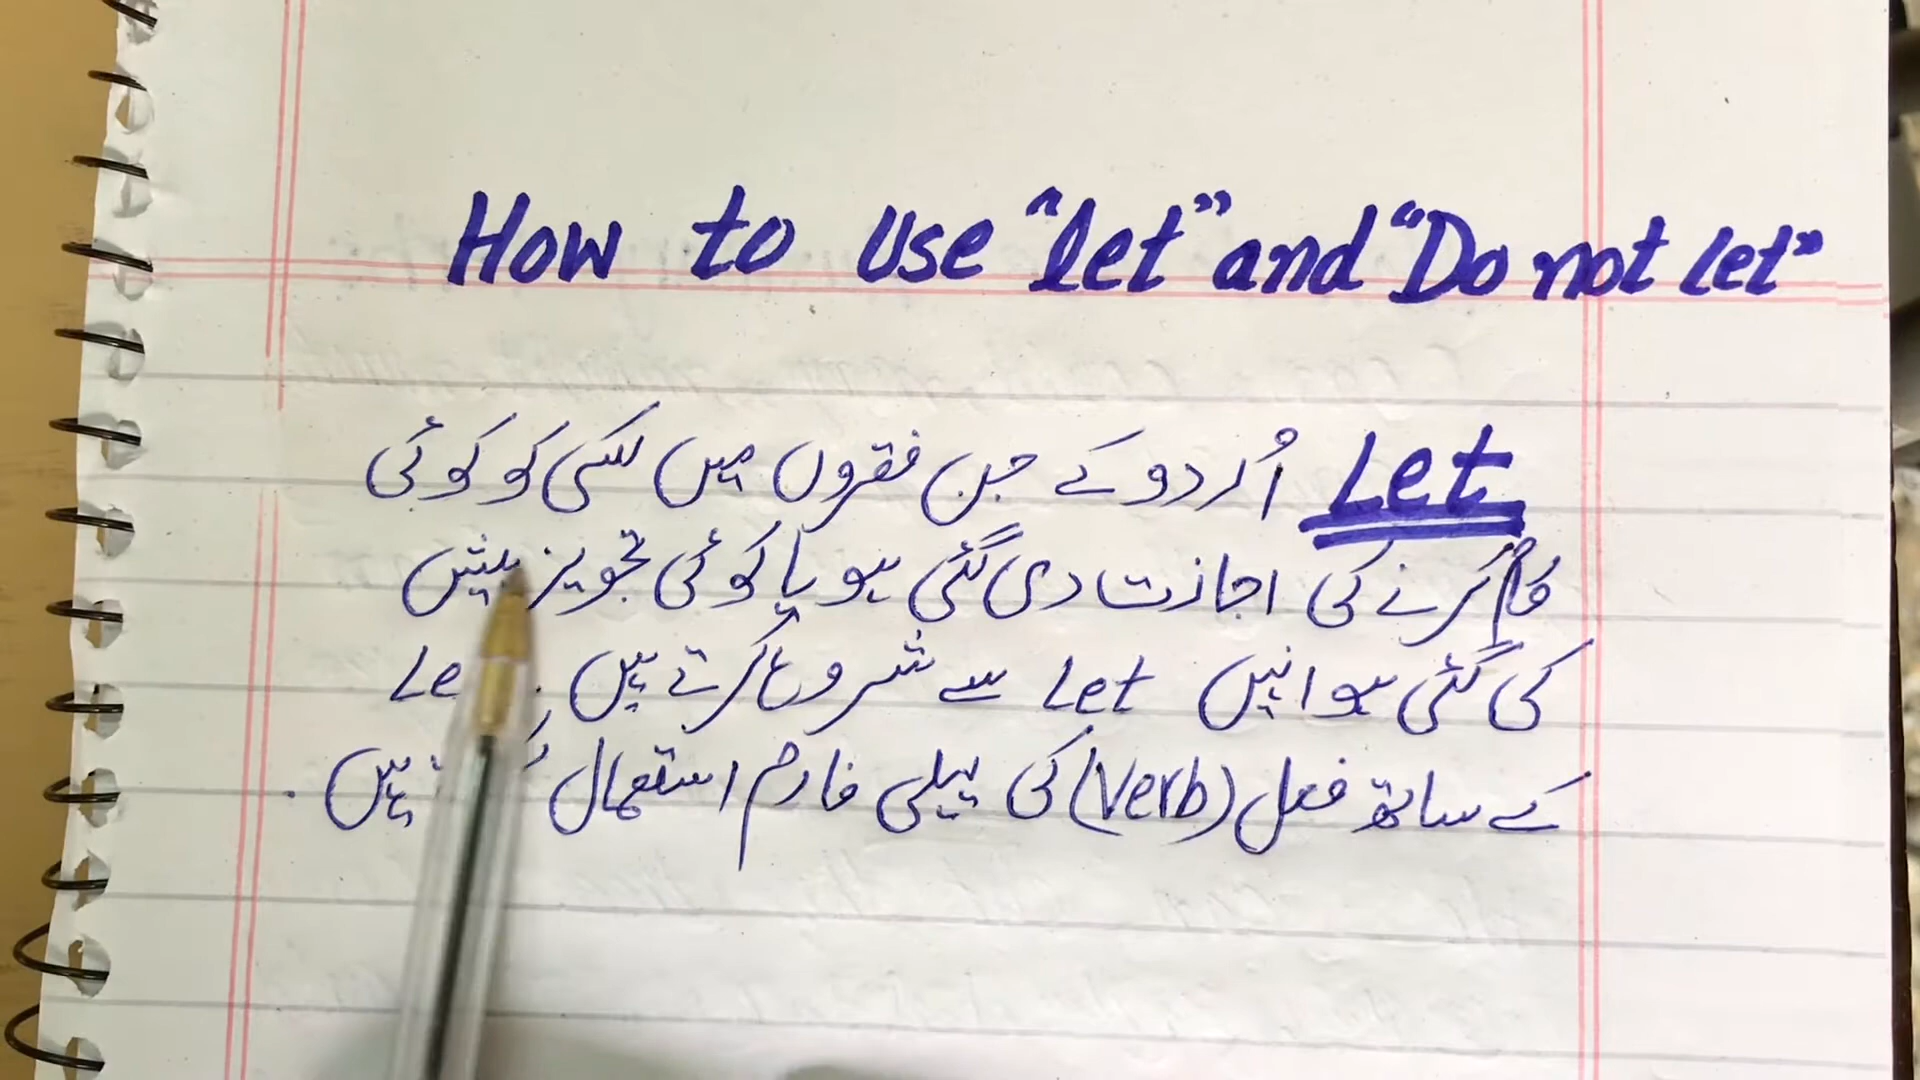 How to Use "let" and "Do not let"
Let اُردو کے جن فقروں میں کسی کو کوئی
کام کرنے کی اجازت دی گئی ہو یا کوئی تجویز پیش
کی گئی ہو انہیں Let سے شروع کرتے ہیں
کے ساتھ فعل (Verb) کی پہلی فارم استعمال ہیں.